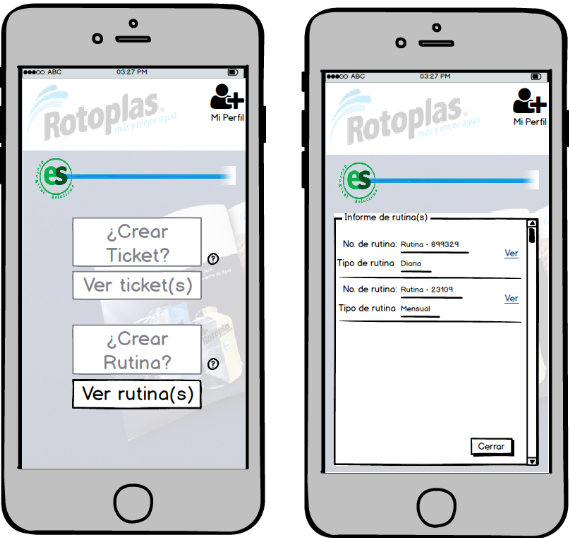 ABC 03:27 PM
Rotoplas.
más y mejor agua
Mi Perfil
es
¿Crear
Ticket?
?
Ver ticket(s)
¿Crear
Rutina?
?
Ver rutina(s)
ABC 03:27 PM
Rotoplas.
más y mejor agua
Mi Perfil
es
Informe de rutina(s)
No. de rutina: Rutina - 899329
Ver
Tipo de rutina Diaria
No. de rutina: Rutina - 23109
Ver
Tipo de rutina Mensual
Cerrar